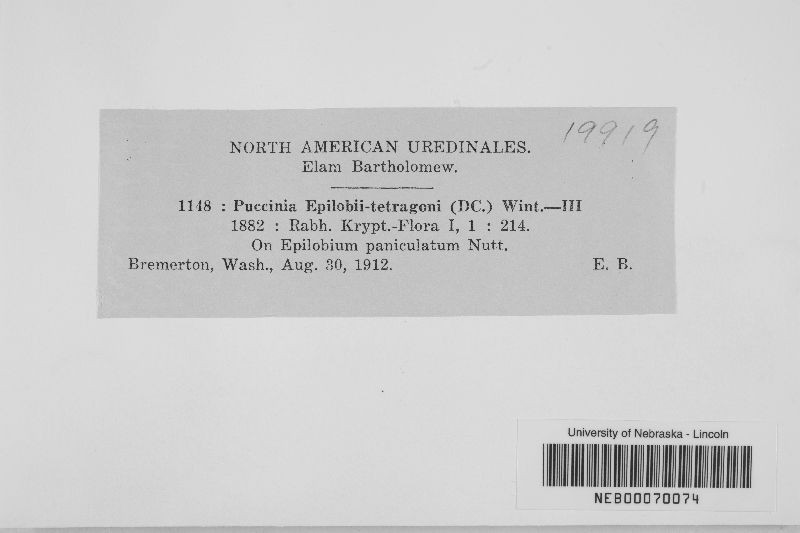 19919
NORTH AMERICAN UREDINALES.
Elam Bartholomew.
1148 : Puccinia Epilobii-tetragoni (DC.) Wint.—III
1882 : Rabh. Krypt.-Flora I, 1 : 214.
On Epilobium paniculatum Nutt.
Bremerton, Wash., Aug. 30, 1912. E. B.
University of Nebraska - Lincoln
NEB00070074